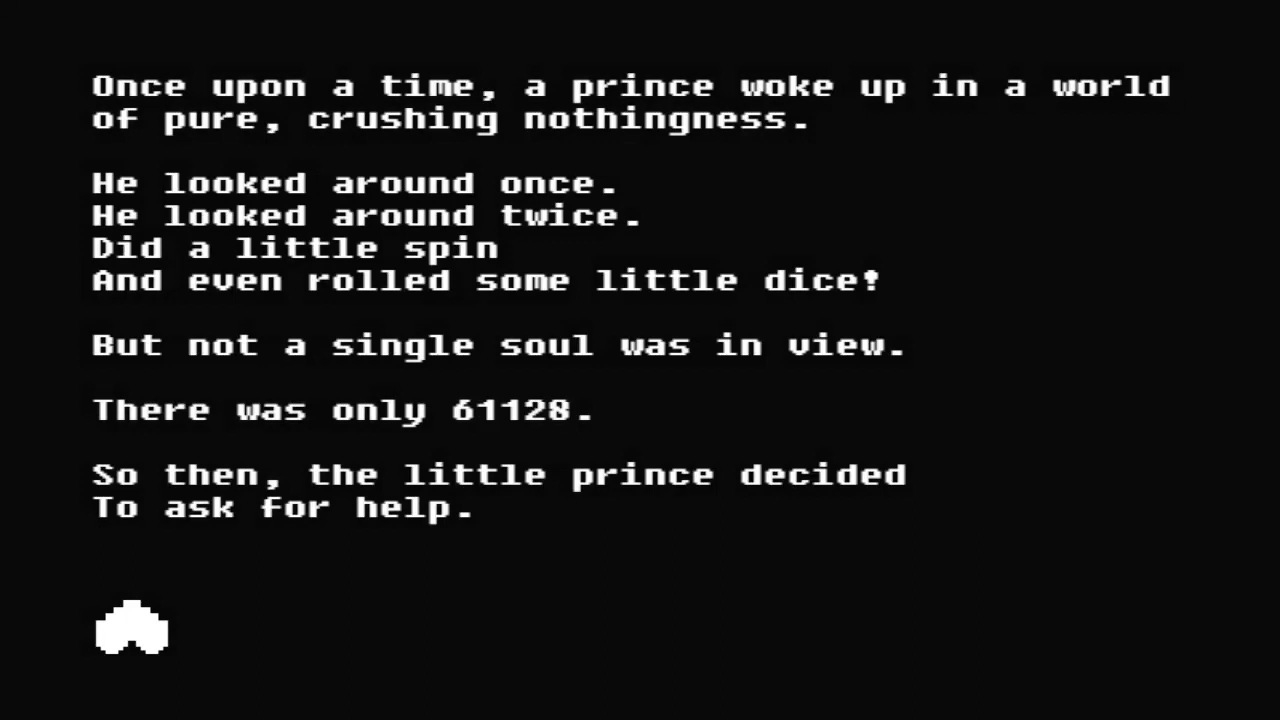 Once upon a time, a prince woke up in a world
of pure, crushing nothingness.
He looked around once.
He looked around twice.
Did a little spin
And even rolled some little dice!
But not a single soul was in view.
There was only 61128.
So then, the little prince decided
To ask for help.